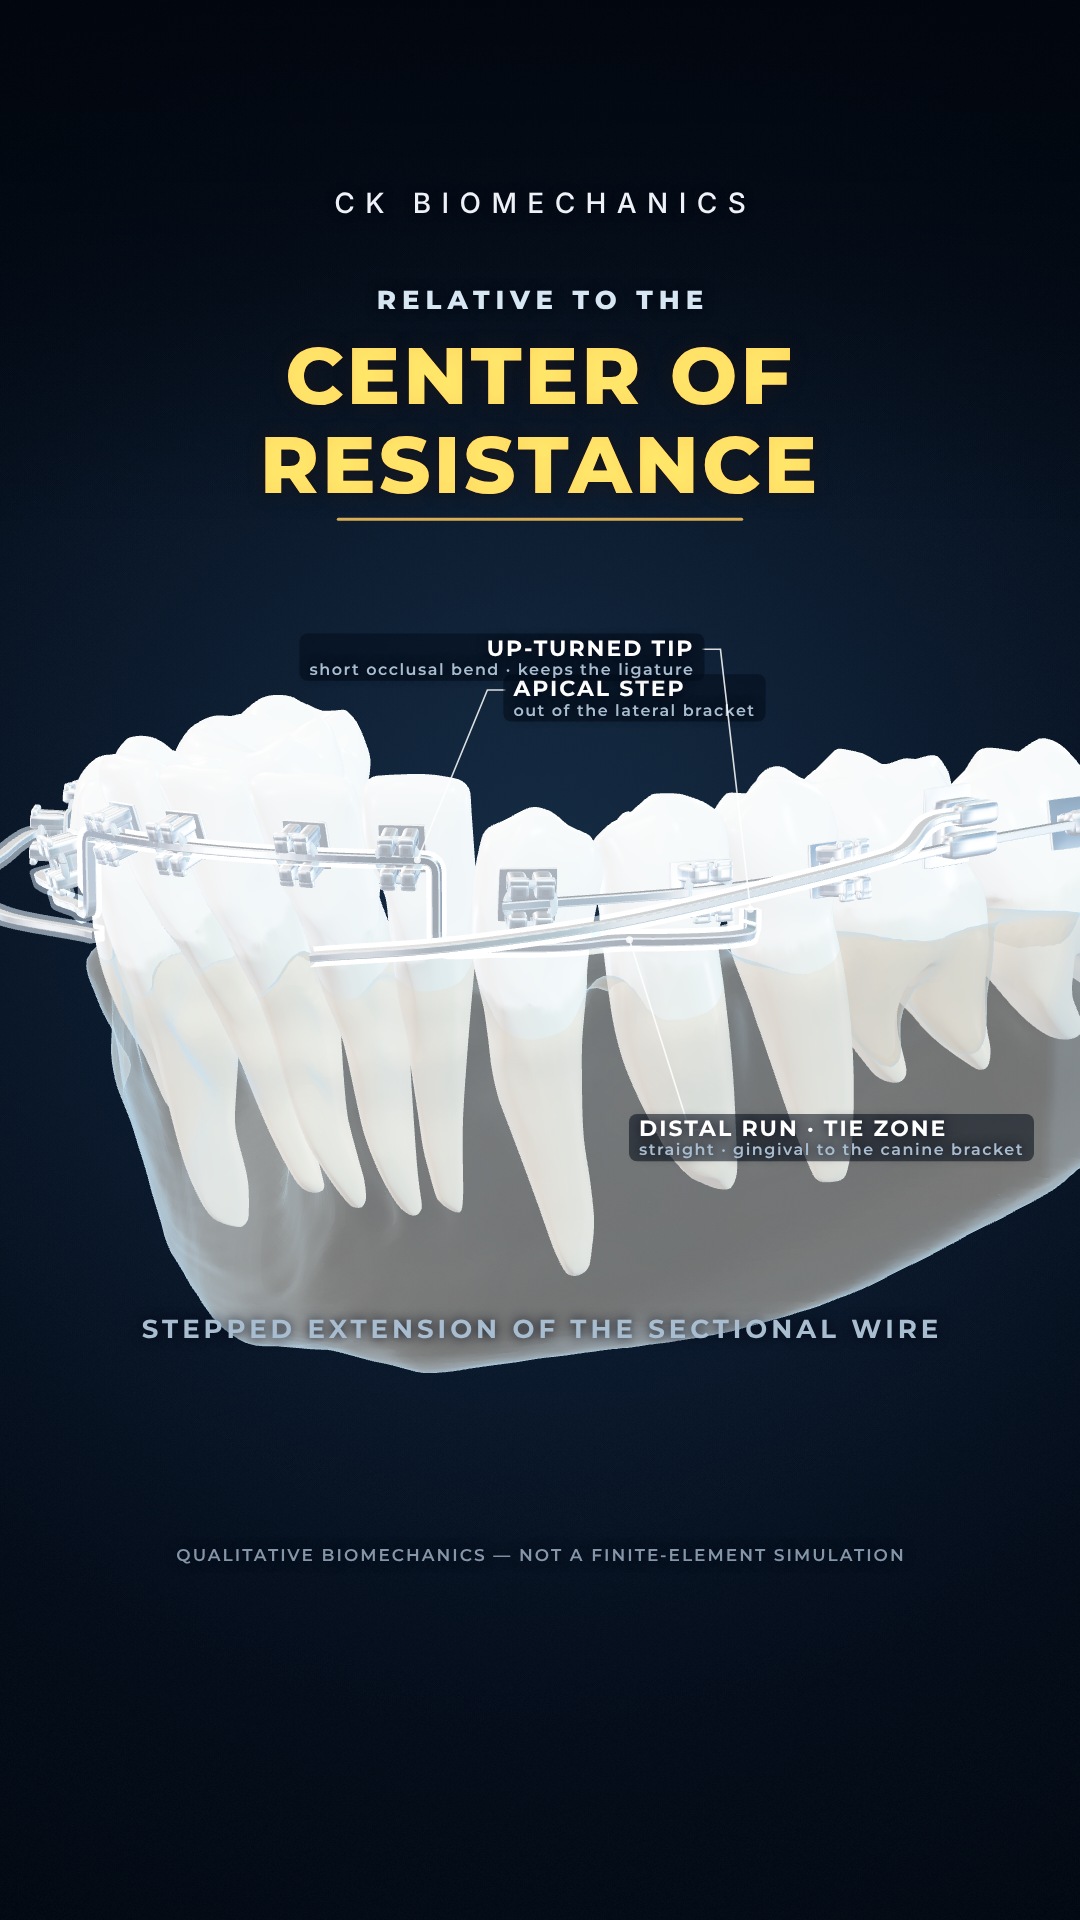 CK BIOMECHANICS
RELATIVE TO THE
CENTER OF
RESISTANCE
UP-TURNED TIP
short occlusal bend · keeps the ligature
APICAL STEP
out of the lateral bracket
DISTAL RUN · TIE ZONE
straight · gingival to the canine bracket
STEPPED EXTENSION OF THE SECTIONAL WIRE
QUALITATIVE BIOMECHANICS — NOT A FINITE-ELEMENT SIMULATION